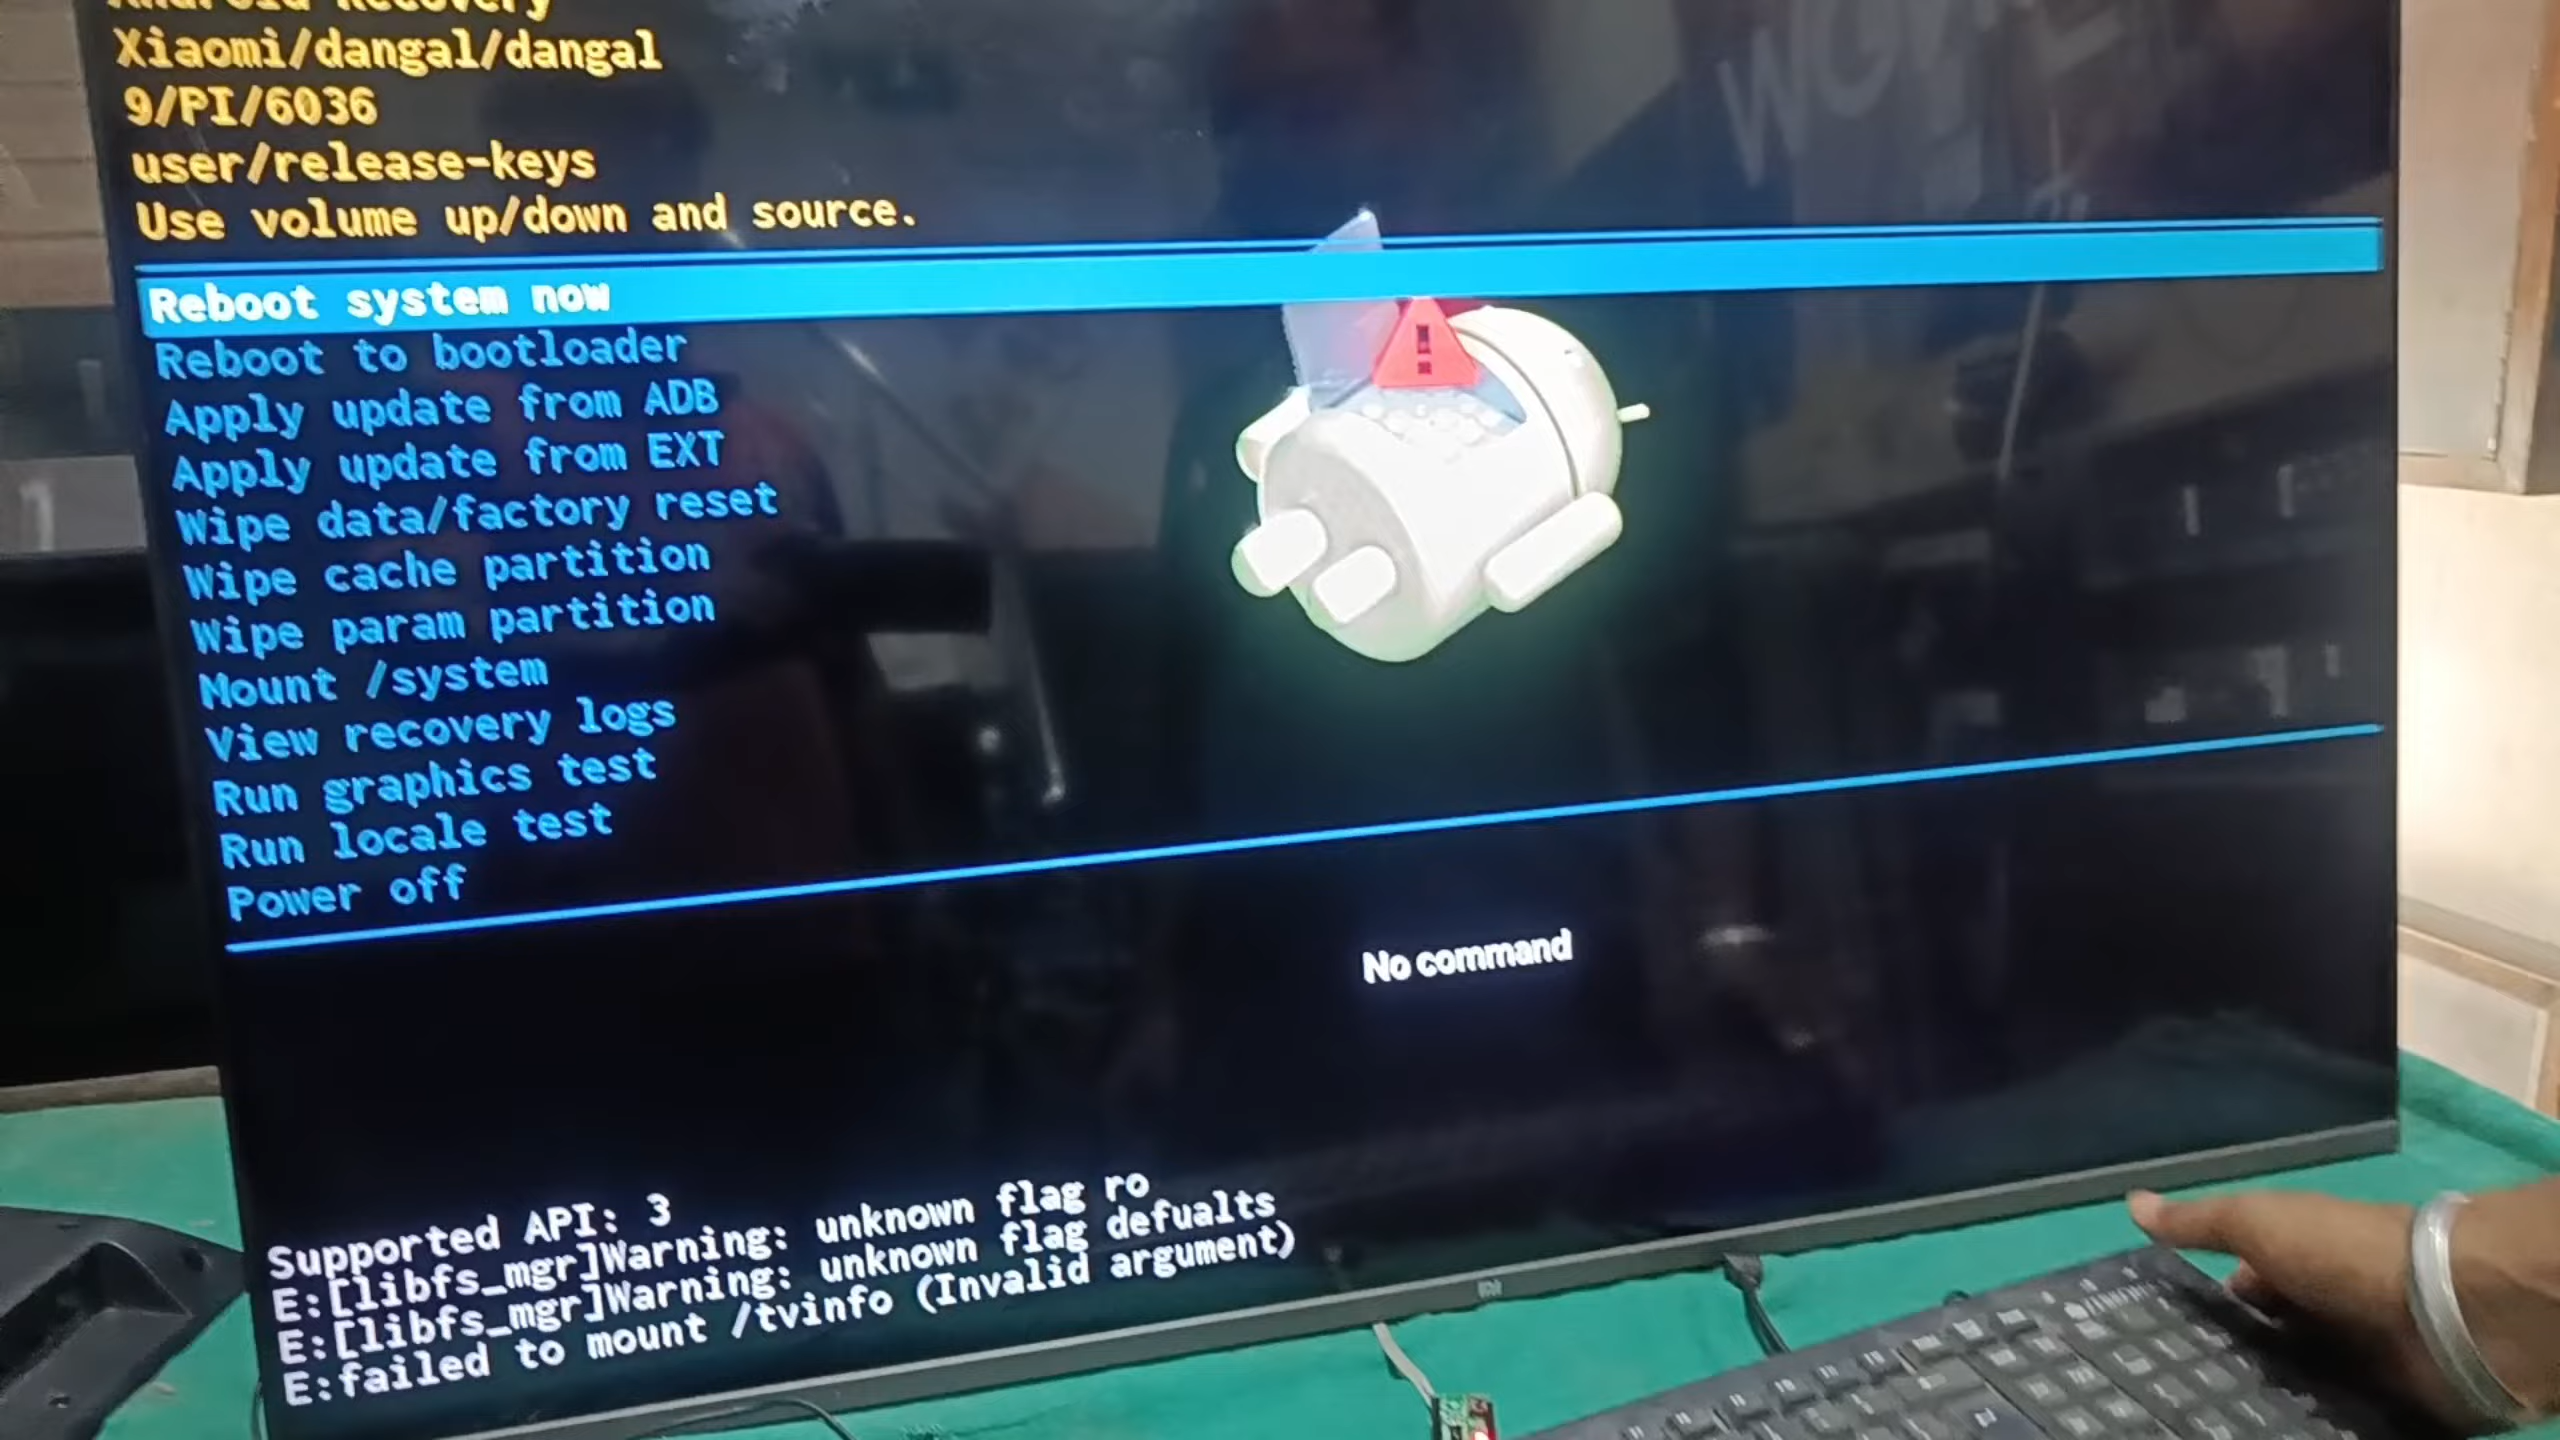 Android Recovery
Xiaomi/dangal/dangal
9/PI/6036
user/release-keys
Use volume up/down and source.
Reboot system now
Reboot to bootloader
Apply update from ADB
Apply update from EXT
Wipe data/factory reset
Wipe cache partition
Wipe param partition
Mount /system
View recovery logs
Run graphics test
Run locale test
Power off
No command
Supported API: 3
E:[libfs_mgr]Warning: unknown flag ro
E:[libfs_mgr]Warning: unknown flag defualts
E:failed to mount /tvinfo (Invalid argument)